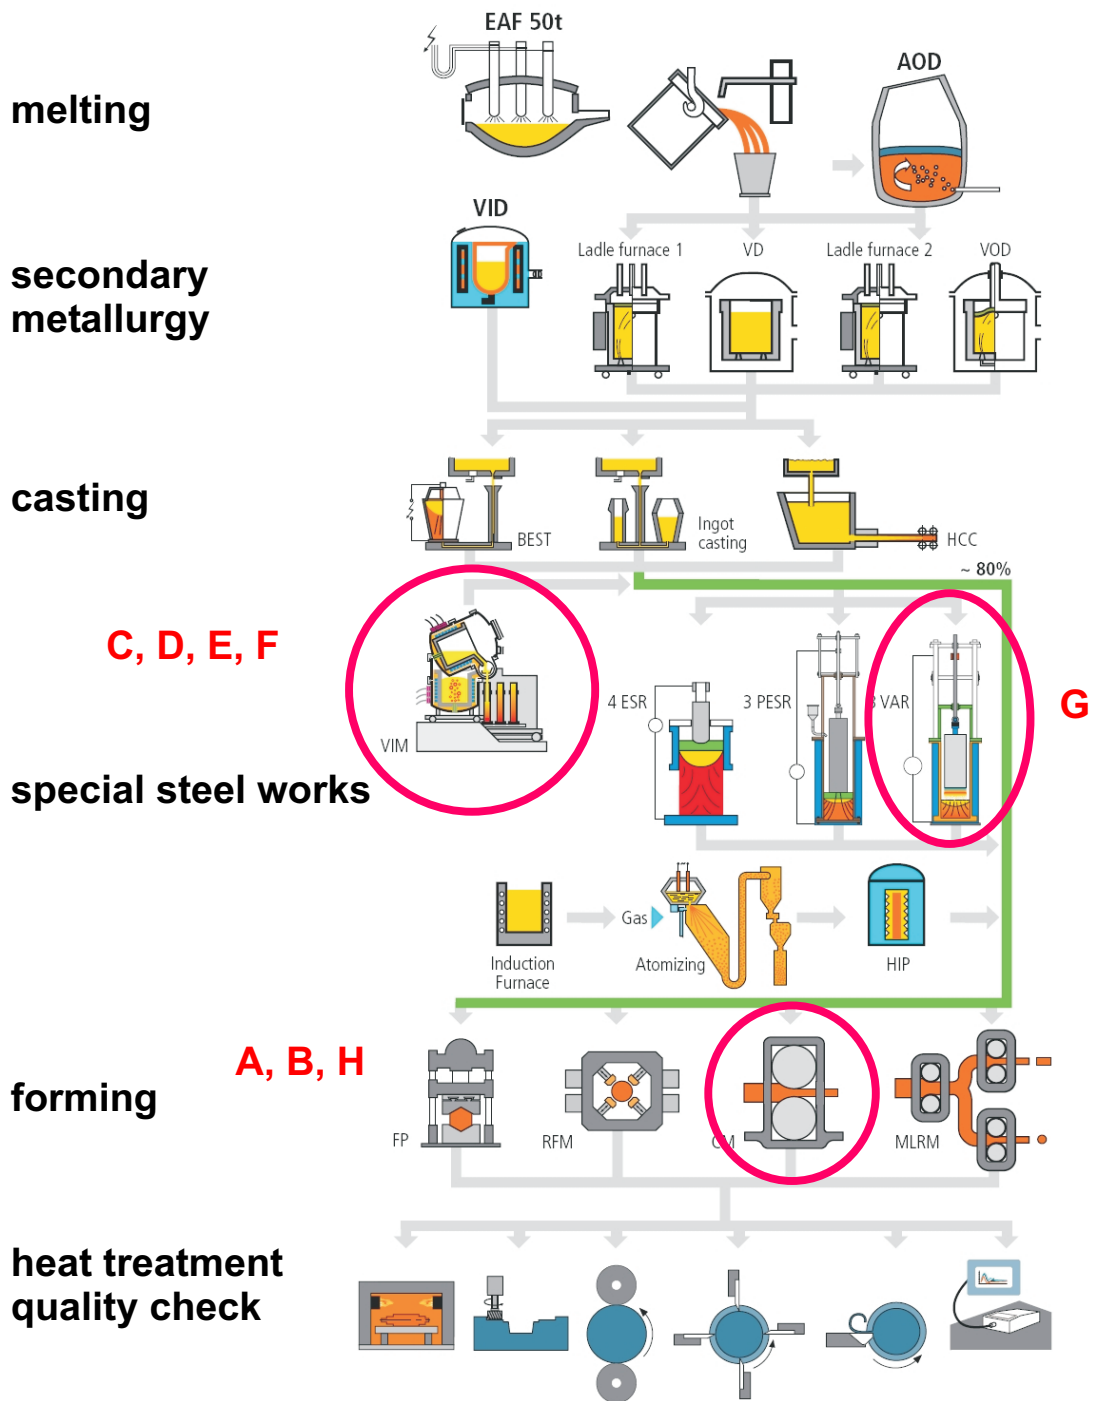 EAF 50t
AOD
melting
VID
Ladle furnace 1
VD
Ladle furnace 2
VOD
secondary
metallurgy
casting
BEST
Ingot
casting
HCC
~ 80%
C, D, E, F
VIM
4 ESR
3 PESR
VAR
G
special steel works
Induction
Furnace
Gas
Atomizing
HIP
A, B, H
forming
FP
RFM
MLRM
heat treatment
quality check